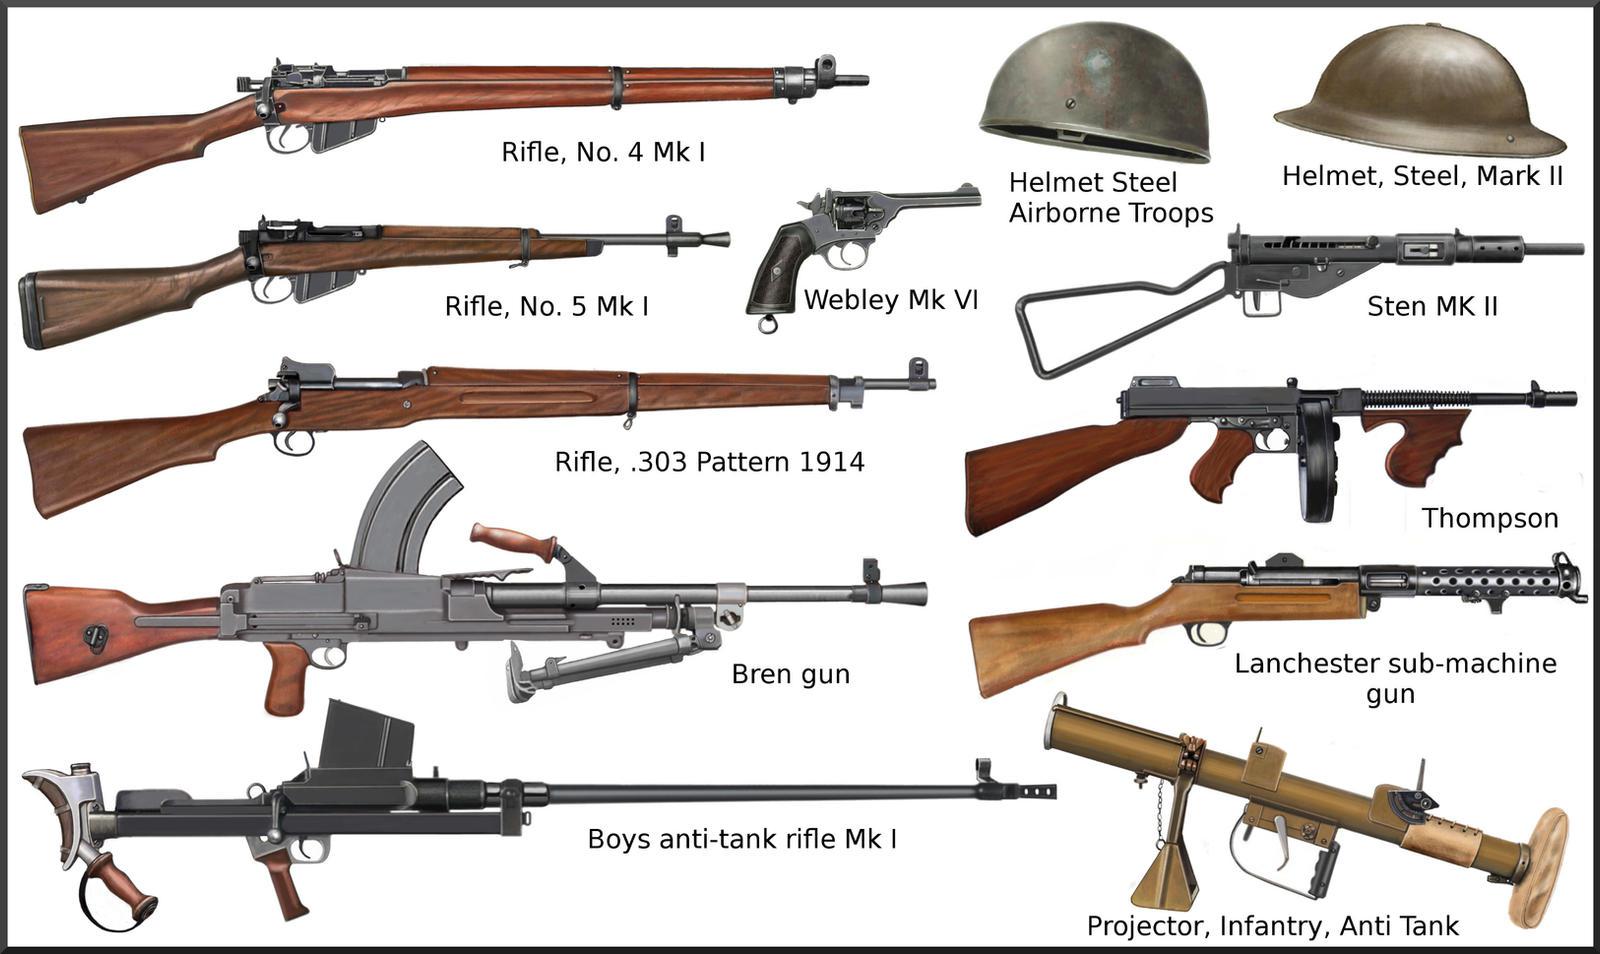 Rifle, No. 4 Mk I
Helmet Steel
Airborne Troops
Helmet, Steel, Mark II
Rifle, No. 5 Mk I
Webley Mk VI
Sten MK II
Rifle, .303 Pattern 1914
Thompson
Bren gun
Lanchester sub-machine
gun
Boys anti-tank rifle Mk I
Projector, Infantry, Anti Tank